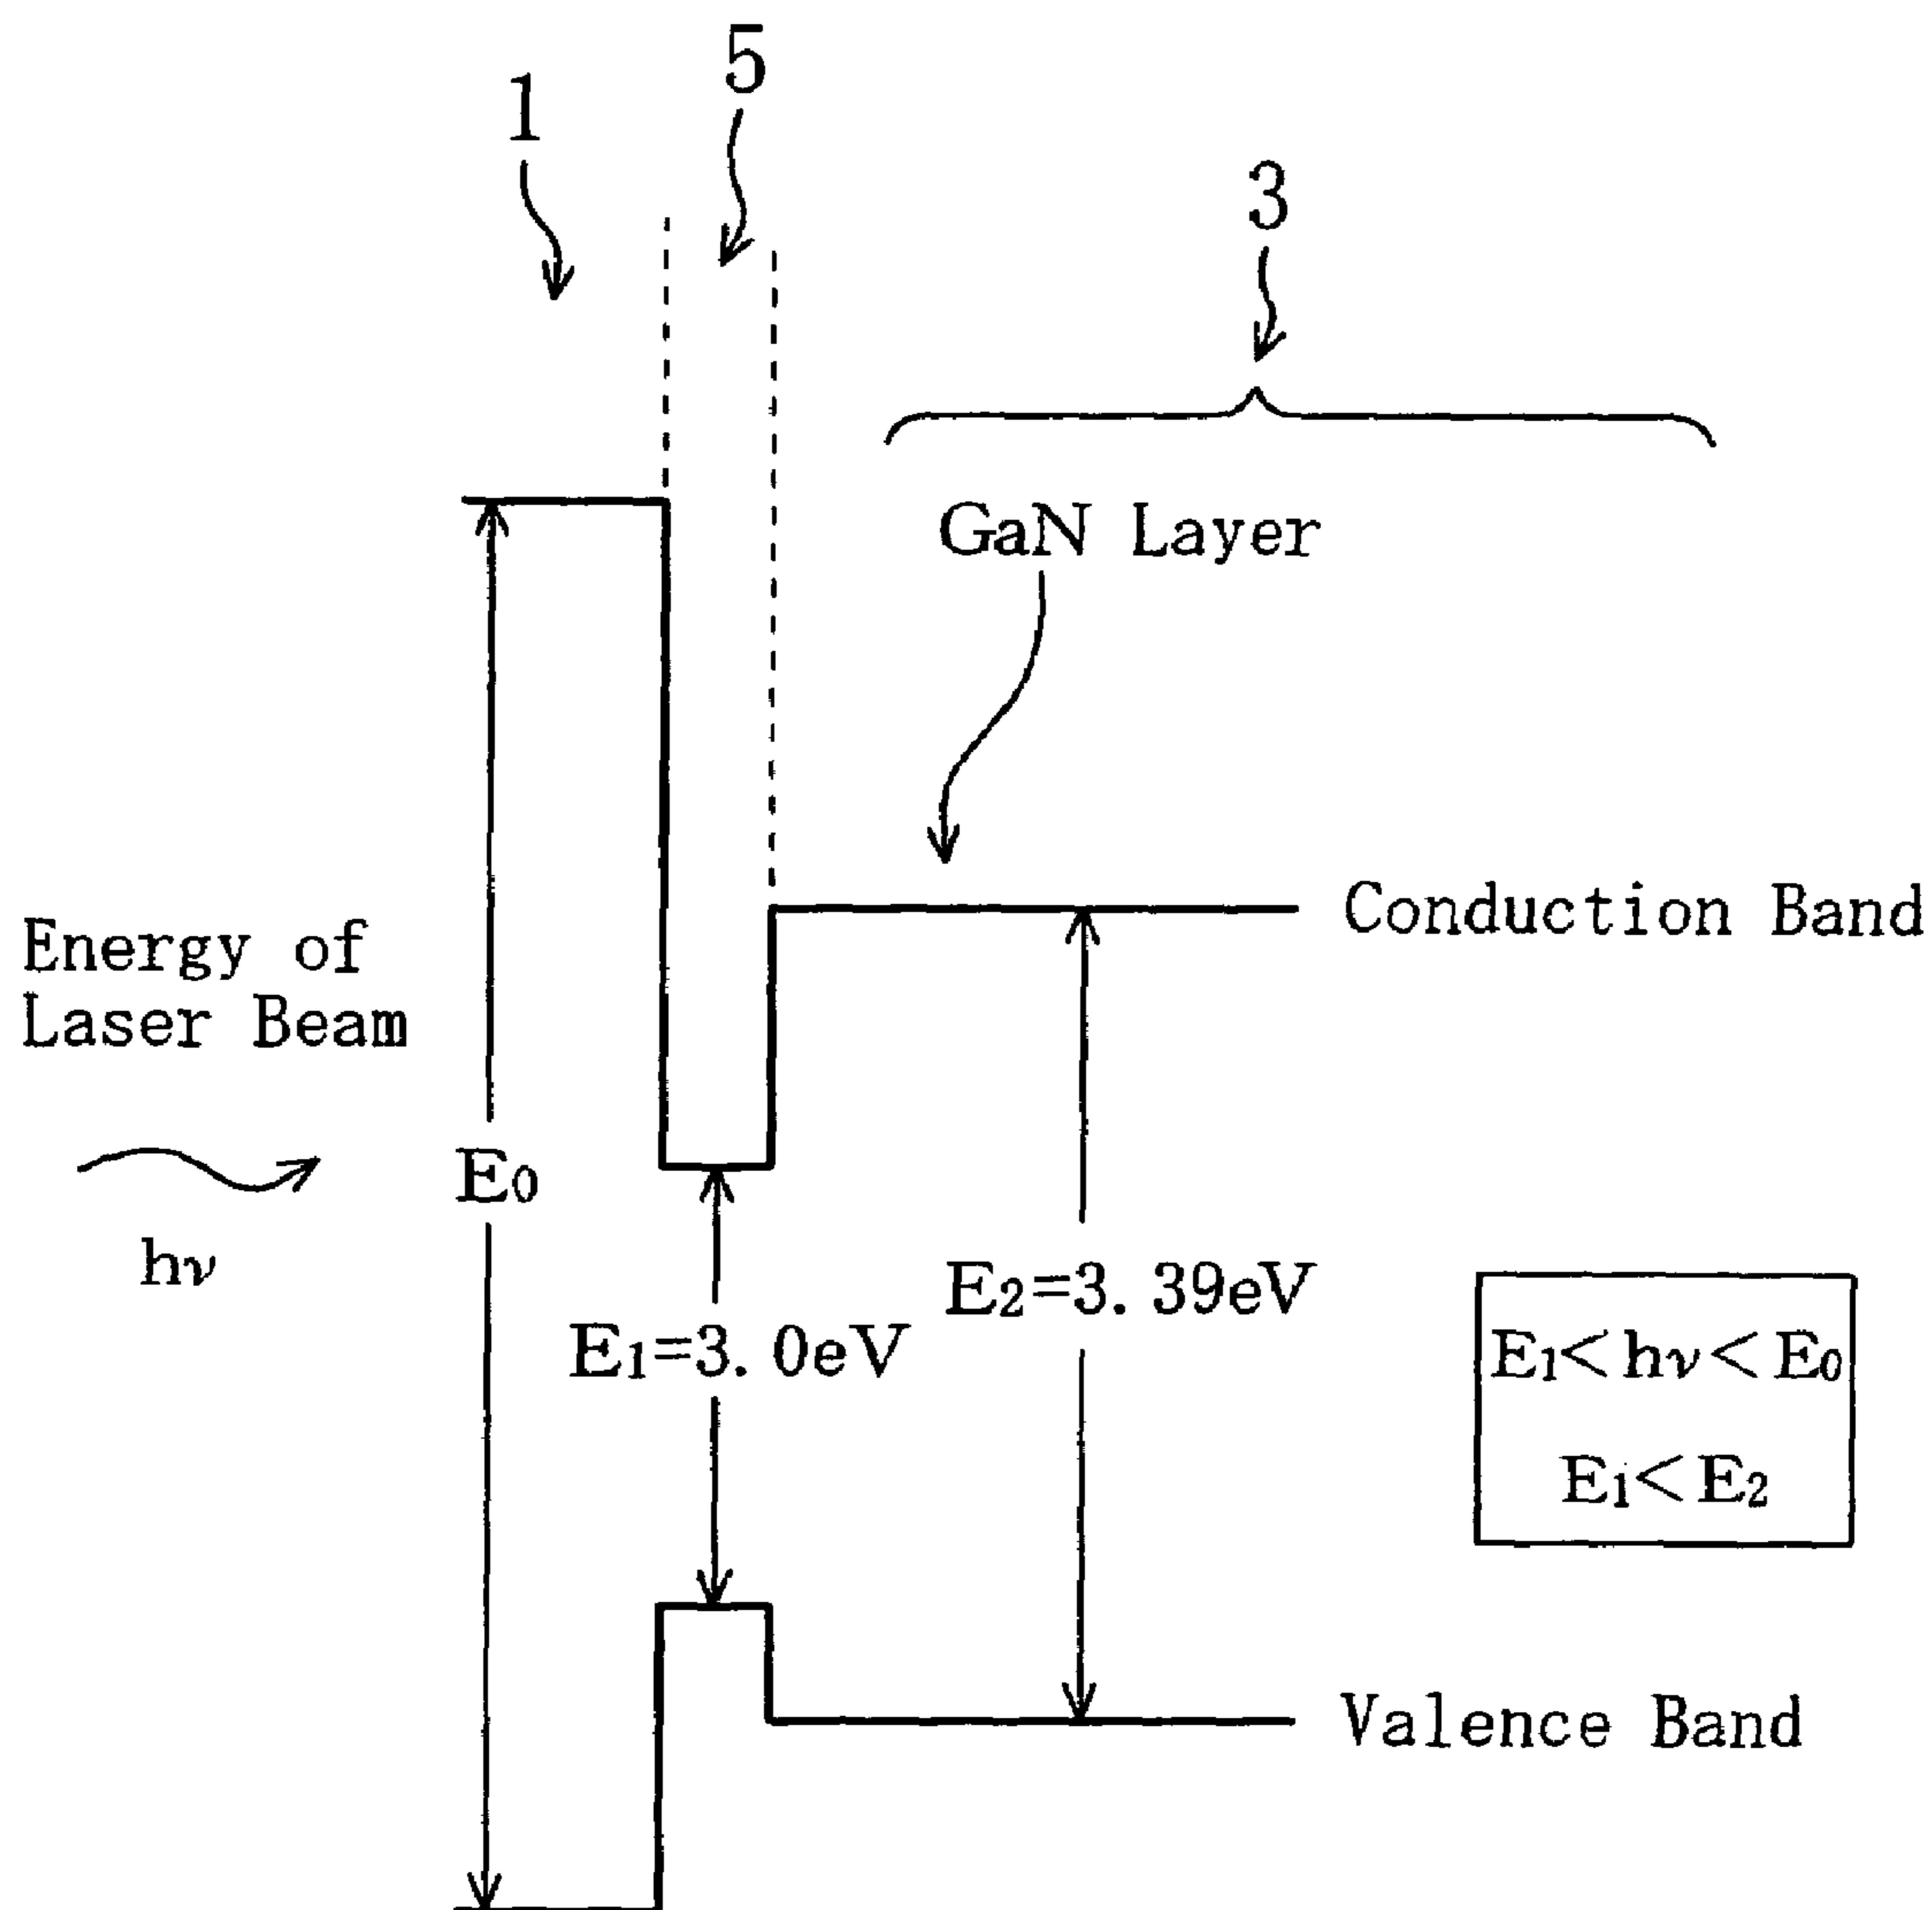 5
1
3
GaN Layer
Conduction Band
Energy of
Laser Beam
E₀
hν
E₂=3. 39eV
E₁=3. 0eV
E₁< hν < E₀
E₁< E₂
Valence Band